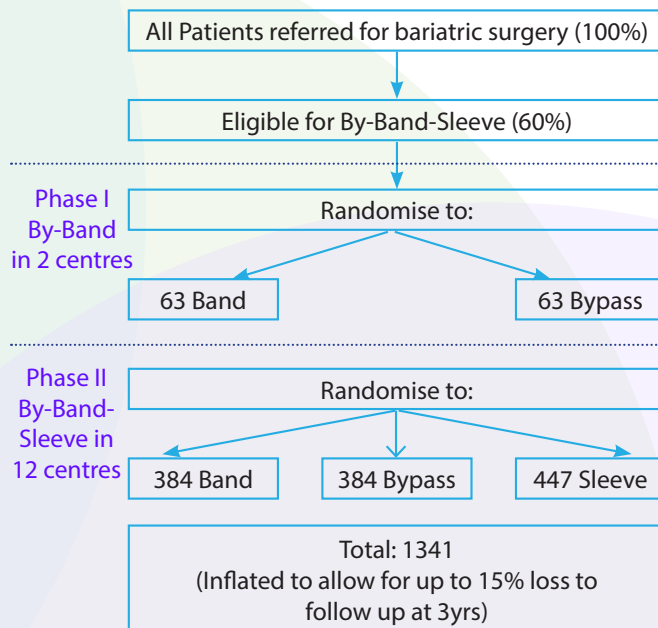 All Patients referred for bariatric surgery (100%)
Eligible for By-Band-Sleeve (60%)
Phase I
By-Band
in 2 centres
Randomise to:
63 Band
63 Bypass
Phase II
By-Band-
Sleeve in
12 centres
Randomise to:
384 Band
384 Bypass
447 Sleeve
Total: 1341
(Inflated to allow for up to 15% loss to
follow up at 3yrs)